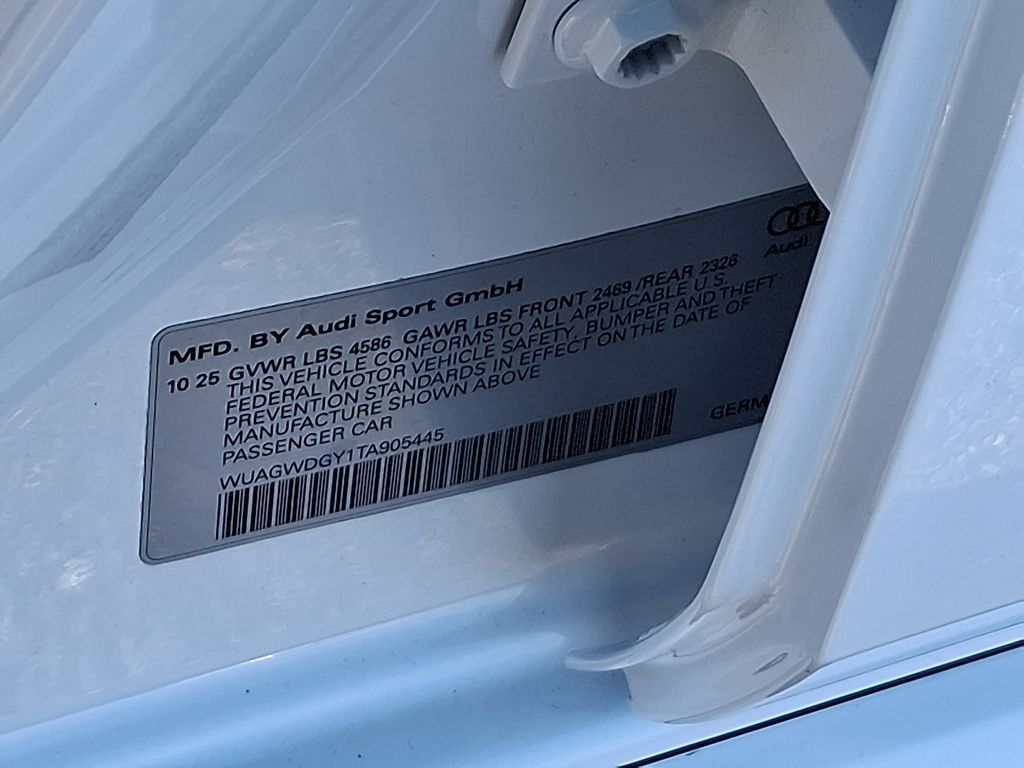 Audi
MFD. BY Audi Sport GmbH
10 25 GVWR LBS 4586 GAWR LBS FRONT 2469 /REAR 2326
THIS VEHICLE CONFORMS TO ALL APPLICABLE U.S.
FEDERAL MOTOR VEHICLE SAFETY, BUMPER AND THEFT
PREVENTION STANDARDS IN EFFECT ON THE DATE OF
MANUFACTURE SHOWN ABOVE
PASSENGER CAR
WUAGWDGY1TA905445